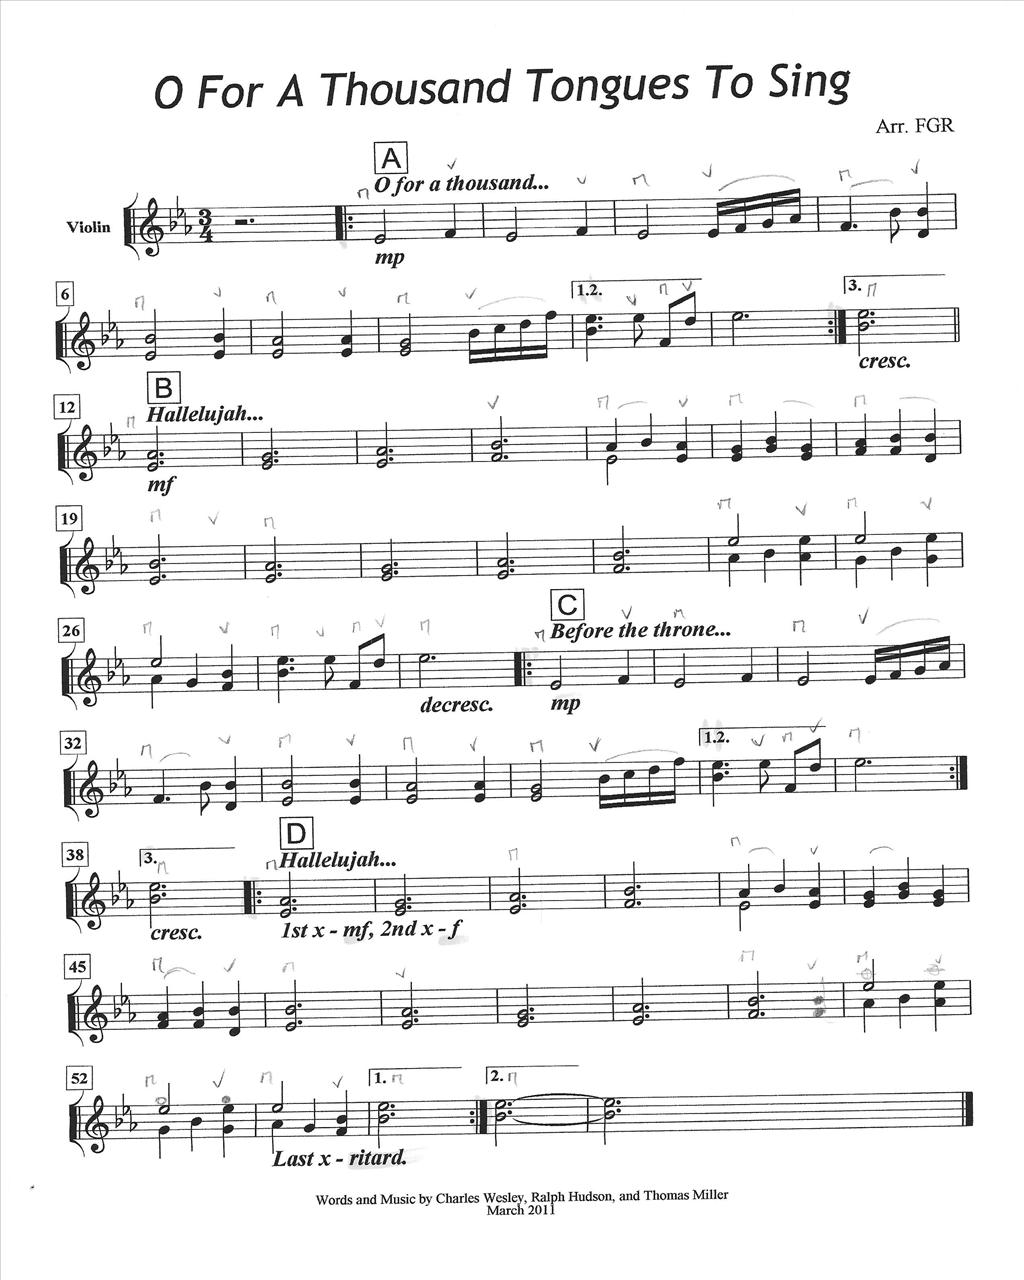 O For A Thousand Tongues To Sing
Arr. FGR
A
O for a thousand...
Violin
3
4
mp
6
1.2.
3.
cresc.
B
12
Hallelujah...
mf
19
C
26
Before the throne...
decresc.
mp
32
1.2.
D
38
3.
Hallelujah...
cresc.
1st x - mf, 2nd x - f
45
52
1.
2.
Last x - ritard.
Words and Music by Charles Wesley, Ralph Hudson, and Thomas Miller
March 2011